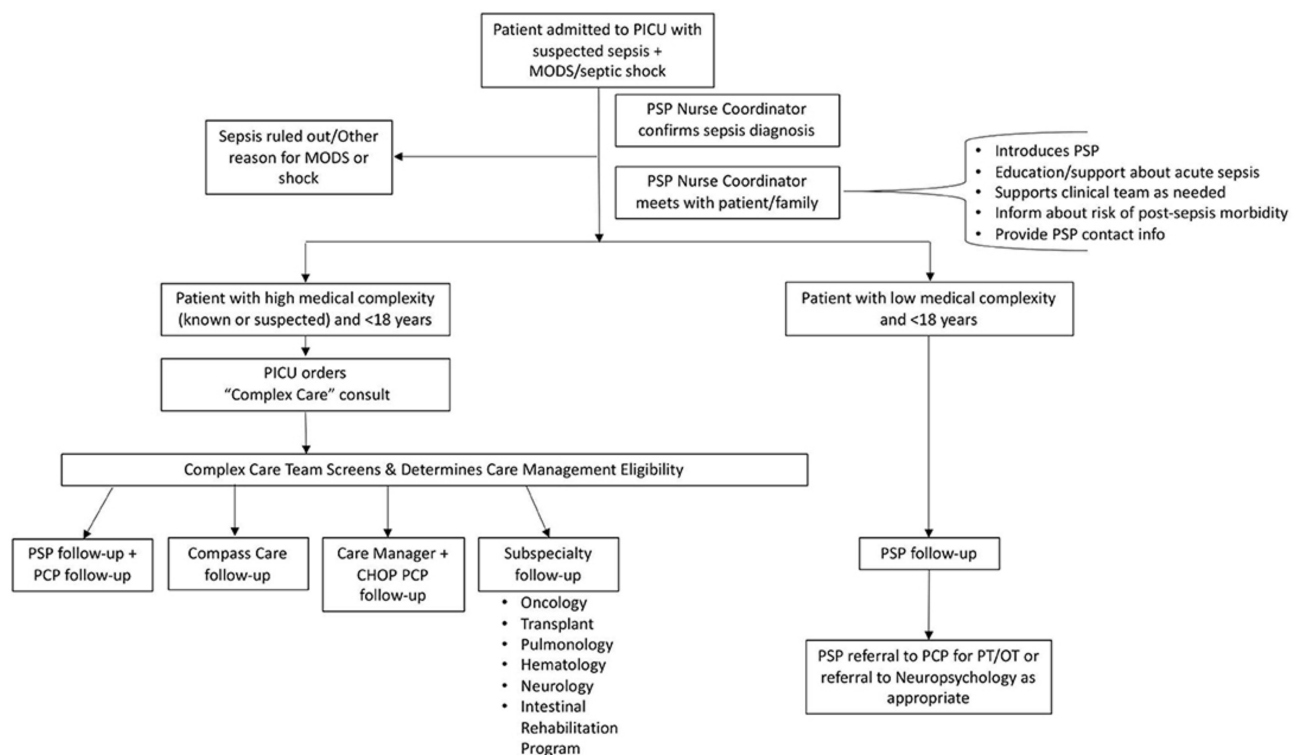 Patient admitted to PICU with
suspected sepsis +
MODS/septic shock
PSP Nurse Coordinator
confirms sepsis diagnosis
Sepsis ruled out/Other
reason for MODS or
shock
PSP Nurse Coordinator
meets with patient/family
• Introduces PSP
• Education/support about acute sepsis
• Supports clinical team as needed
• Inform about risk of post-sepsis morbidity
• Provide PSP contact info
Patient with high medical complexity
(known or suspected) and <18 years
Patient with low medical complexity
and <18 years
PICU orders
“Complex Care” consult
Complex Care Team Screens & Determines Care Management Eligibility
PSP follow-up +
PCP follow-up
Compass Care
follow-up
Care Manager +
CHOP PCP
follow-up
Subspecialty
follow-up
• Oncology
• Transplant
• Pulmonology
• Hematology
• Neurology
• Intestinal
Rehabilitation
Program
PSP follow-up
PSP referral to PCP for PT/OT or
referral to Neuropsychology as
appropriate